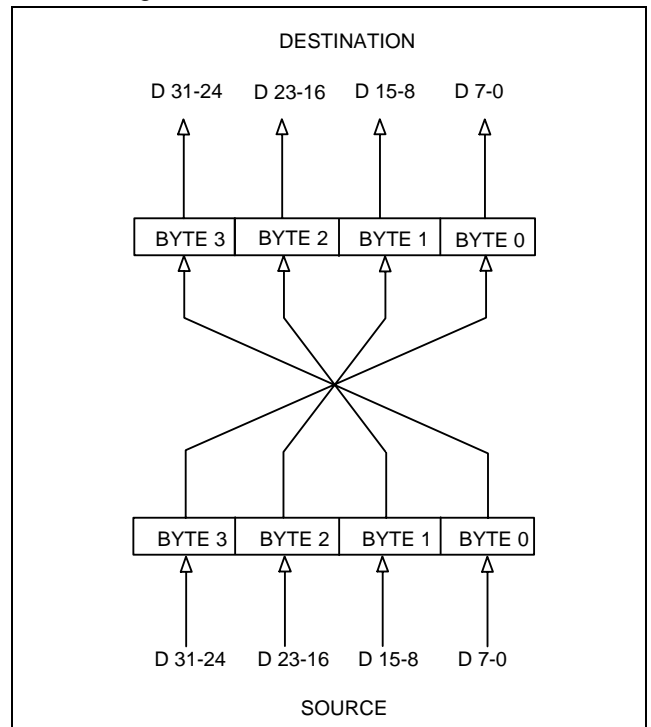 DESTINATION
D 31-24 D 23-16 D 15-8 D 7-0
BYTE 3 BYTE 2 BYTE 1 BYTE 0
BYTE 3 BYTE 2 BYTE 1 BYTE 0
D 31-24 D 23-16 D 15-8 D 7-0
SOURCE